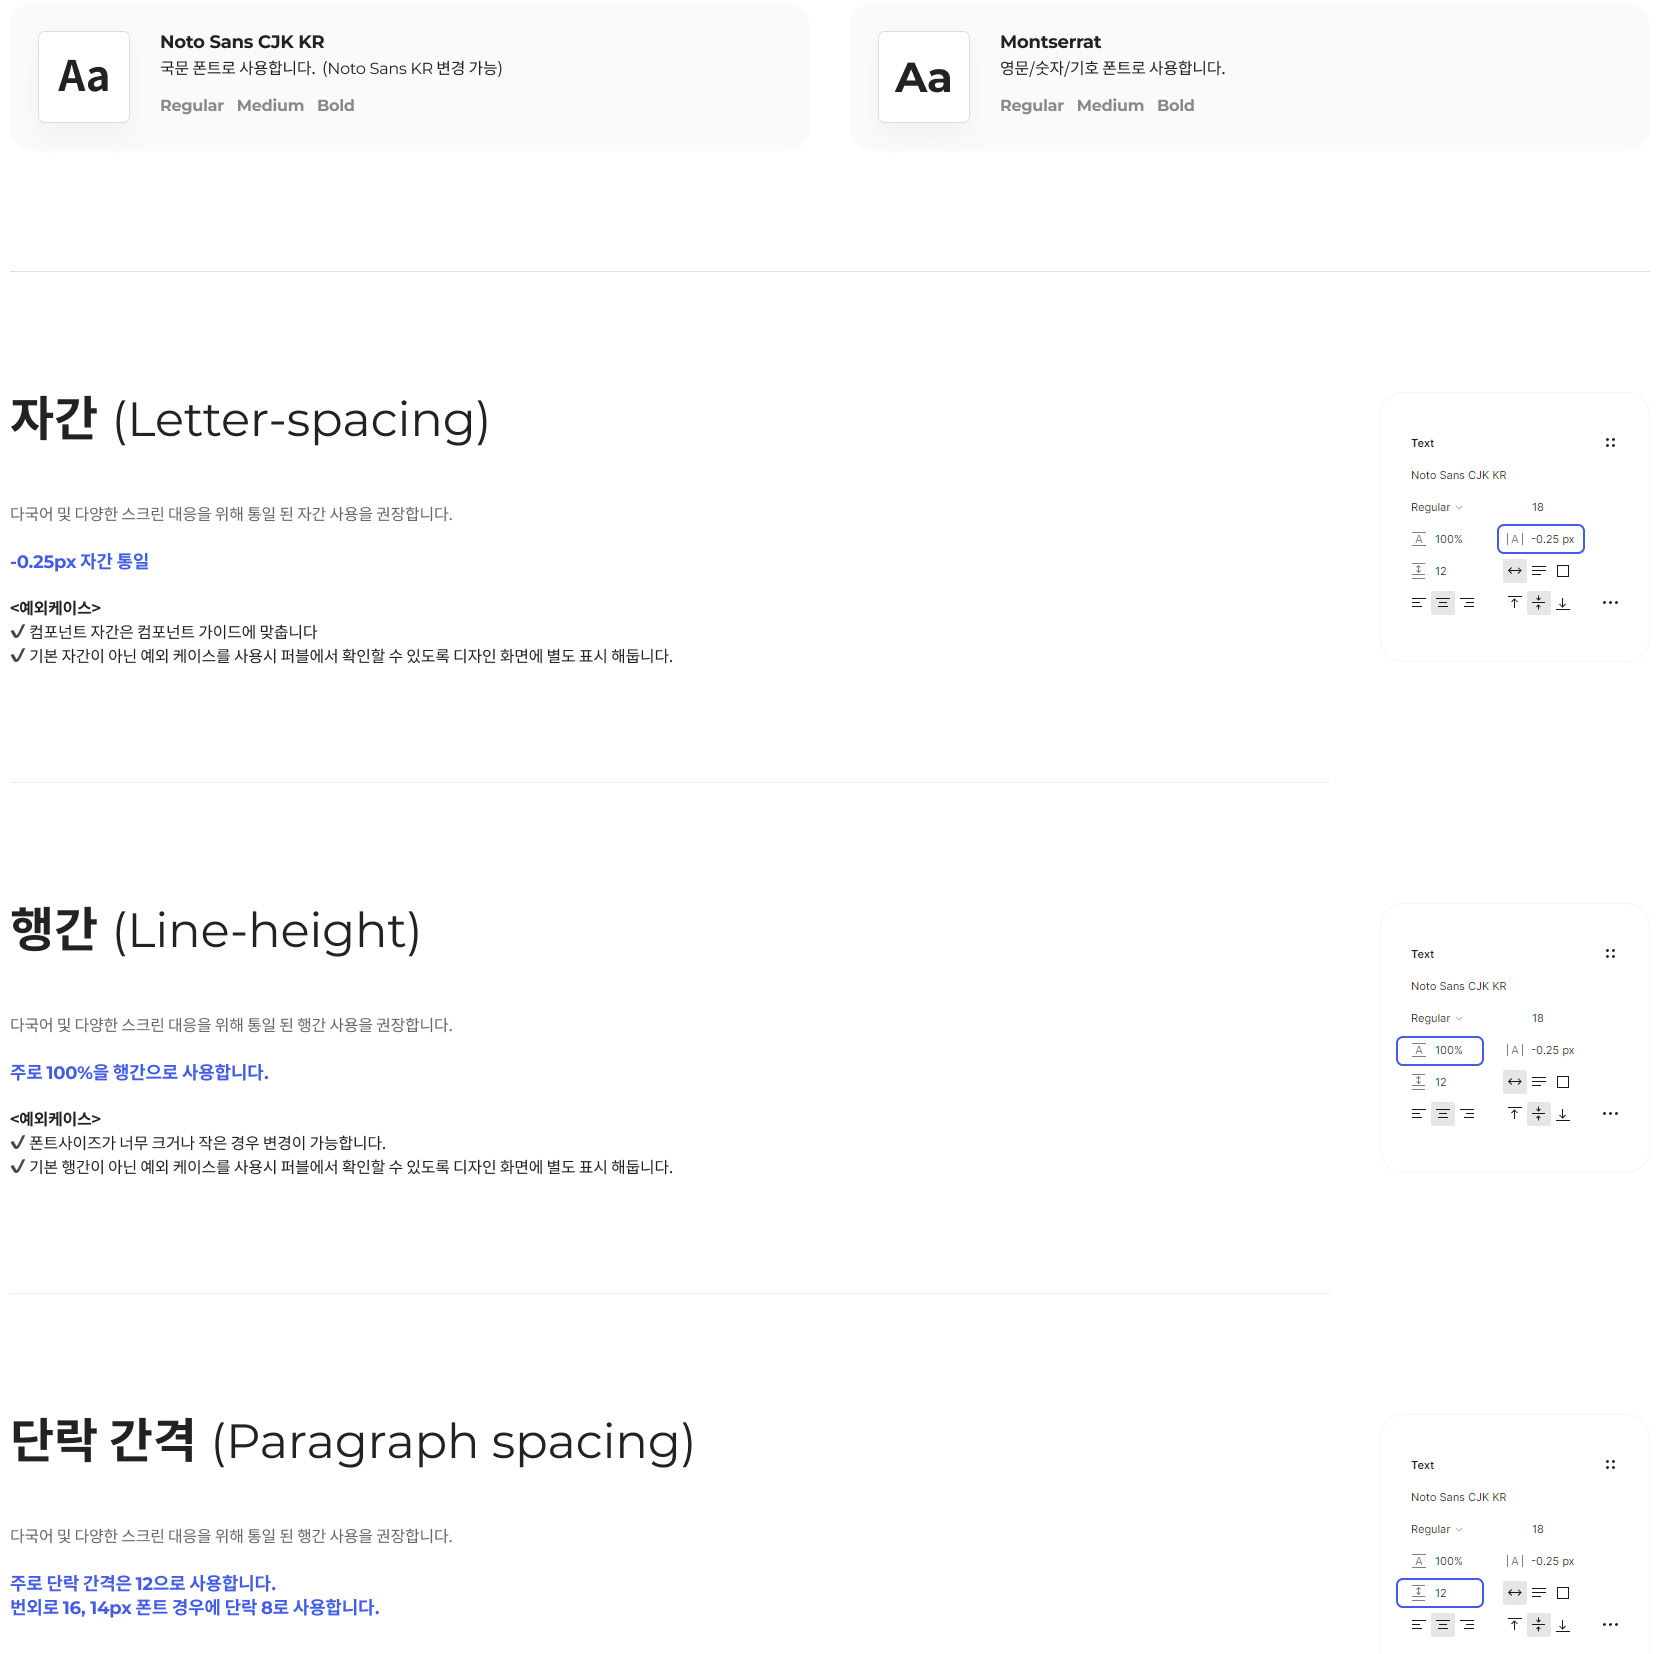 Aa
Noto Sans CJK KR
국문 폰트로 사용합니다. (Noto Sans KR 변경 가능)
Regular Medium Bold
Aa
Montserrat
영문/숫자/기호 폰트로 사용합니다.
Regular Medium Bold
자간 (Letter-spacing)
다국어 및 다양한 스크린 대응을 위해 통일 된 자간 사용을 권장합니다.
-0.25px 자간 통일
<예외케이스>
✓ 컴포넌트 자간은 컴포넌트 가이드에 맞춥니다
✓ 기본 자간이 아닌 예외 케이스를 사용시 퍼블에서 확인할 수 있도록 디자인 화면에 별도 표시 해둡니다.
Text
Noto Sans CJK KR
Regular 18
A 100% |A| -0.25 px
12
행간 (Line-height)
다국어 및 다양한 스크린 대응을 위해 통일 된 행간 사용을 권장합니다.
주로 100%을 행간으로 사용합니다.
<예외케이스>
✓ 폰트사이즈가 너무 크거나 작은 경우 변경이 가능합니다.
✓ 기본 행간이 아닌 예외 케이스를 사용시 퍼블에서 확인할 수 있도록 디자인 화면에 별도 표시 해둡니다.
Text
Noto Sans CJK KR
Regular 18
A 100% |A| -0.25 px
12
단락 간격 (Paragraph spacing)
다국어 및 다양한 스크린 대응을 위해 통일 된 행간 사용을 권장합니다.
주로 단락 간격은 12으로 사용합니다.
번외로 16, 14px 폰트 경우에 단락 8로 사용합니다.
Text
Noto Sans CJK KR
Regular 18
A 100% |A| -0.25 px
12